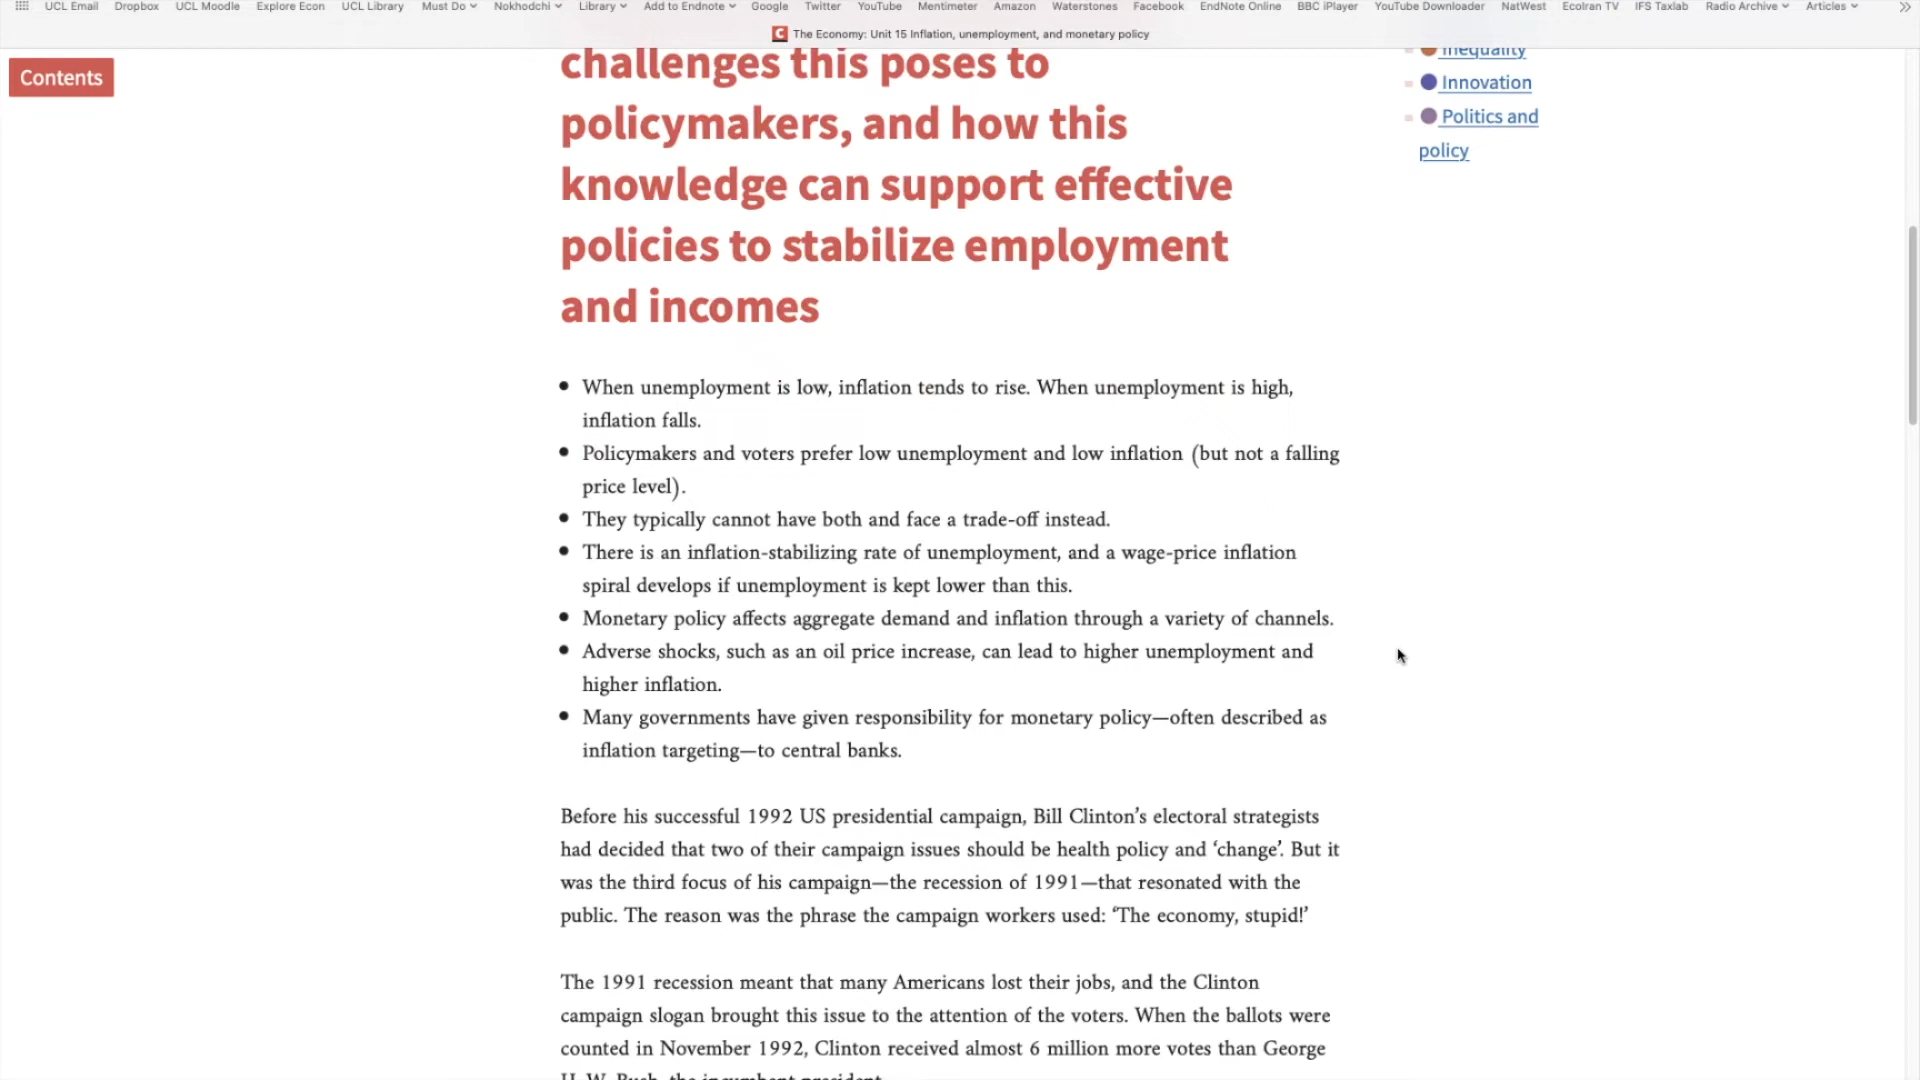 UCL Email Dropbox UCL Moodle Explore Econ UCL Library Must Do Nokhodchi Library Add to Endnote Google Twitter YouTube Mentimeter Amazon Waterstones Facebook EndNote Online BBC iPlayer YouTube Downloader NatWest EcoIran TV IFS Taxlab Radio Archive Articles
The Economy: Unit 15 Inflation, unemployment, and monetary policy
Contents
challenges this poses to
policymakers, and how this
knowledge can support effective
policies to stabilize employment
and incomes
Inequality
Innovation
Politics and
policy
• When unemployment is low, inflation tends to rise. When unemployment is high,
inflation falls.
• Policymakers and voters prefer low unemployment and low inflation (but not a falling
price level).
• They typically cannot have both and face a trade-off instead.
• There is an inflation-stabilizing rate of unemployment, and a wage-price inflation
spiral develops if unemployment is kept lower than this.
• Monetary policy affects aggregate demand and inflation through a variety of channels.
• Adverse shocks, such as an oil price increase, can lead to higher unemployment and
higher inflation.
• Many governments have given responsibility for monetary policy—often described as
inflation targeting—to central banks.
Before his successful 1992 US presidential campaign, Bill Clinton’s electoral strategists
had decided that two of their campaign issues should be health policy and ‘change’. But it
was the third focus of his campaign—the recession of 1991—that resonated with the
public. The reason was the phrase the campaign workers used: ‘The economy, stupid!’
The 1991 recession meant that many Americans lost their jobs, and the Clinton
campaign slogan brought this issue to the attention of the voters. When the ballots were
counted in November 1992, Clinton received almost 6 million more votes than George
H. W. Bush, the incumbent president.